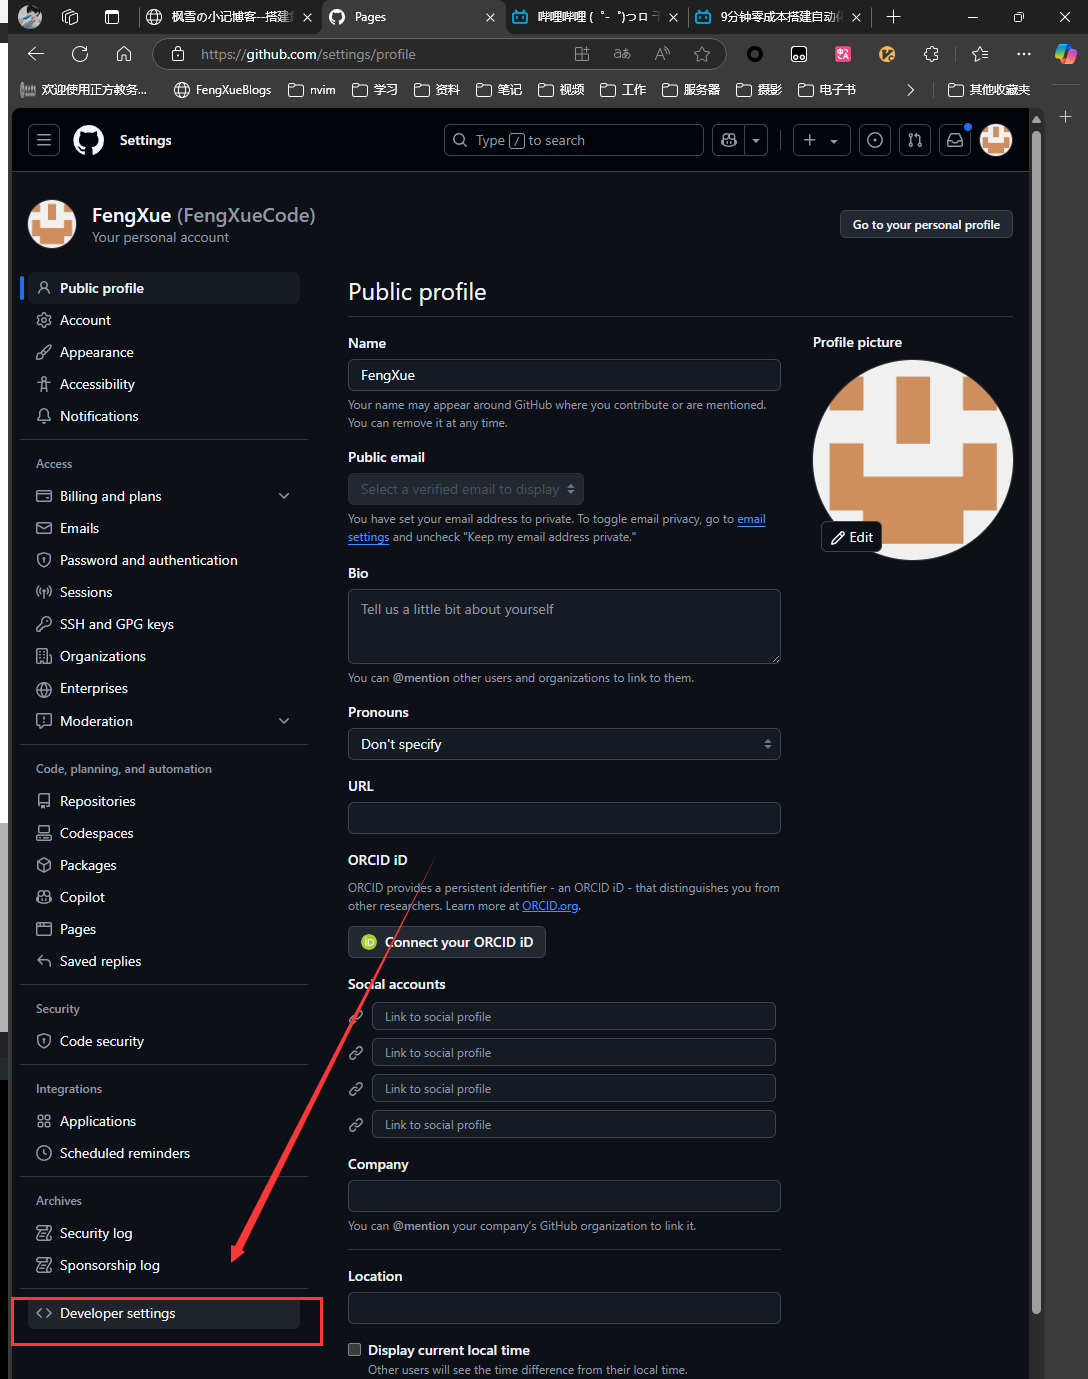 枫雪の小记博客--搭建
Pages
哔哩哔哩 (゜-゜)つロ 干
9分钟零成本搭建自动化
https://github.com/settings/profile
欢迎使用正方教务...
FengXueBlogs
nvim
学习
资料
笔记
视频
工作
服务器
摄影
电子书
其他收藏夹
Settings
Type / to search
FengXue (FengXueCode)
Your personal account
Go to your personal profile
Public profile
Account
Appearance
Accessibility
Notifications
Access
Billing and plans
Emails
Password and authentication
Sessions
SSH and GPG keys
Organizations
Enterprises
Moderation
Code, planning, and automation
Repositories
Codespaces
Packages
Copilot
Pages
Saved replies
Security
Code security
Integrations
Applications
Scheduled reminders
Archives
Security log
Sponsorship log
Developer settings
Public profile
Name
FengXue
Your name may appear around GitHub where you contribute or are mentioned.
You can remove it at any time.
Public email
Select a verified email to display
You have set your email address to private. To toggle email privacy, go to email
settings and uncheck "Keep my email address private."
Bio
Tell us a little bit about yourself
You can @mention other users and organizations to link to them.
Pronouns
Don't specify
URL
ORCID iD
ORCID provides a persistent identifier - an ORCID iD - that distinguishes you from
other researchers. Learn more at ORCID.org.
iD Connect your ORCID iD
Social accounts
Link to social profile
Link to social profile
Link to social profile
Link to social profile
Company
You can @mention your company's GitHub organization to link it.
Location
Display current local time
Other users will see the time difference from their local time.
Profile picture
Edit